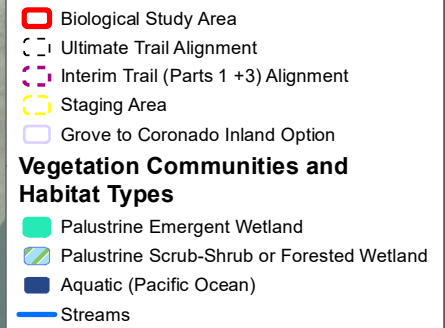 Biological Study Area
Ultimate Trail Alignment
Interim Trail (Parts 1 +3) Alignment
Staging Area
Grove to Coronado Inland Option
Vegetation Communities and
Habitat Types
Palustrine Emergent Wetland
Palustrine Scrub-Shrub or Forested Wetland
Aquatic (Pacific Ocean)
Streams